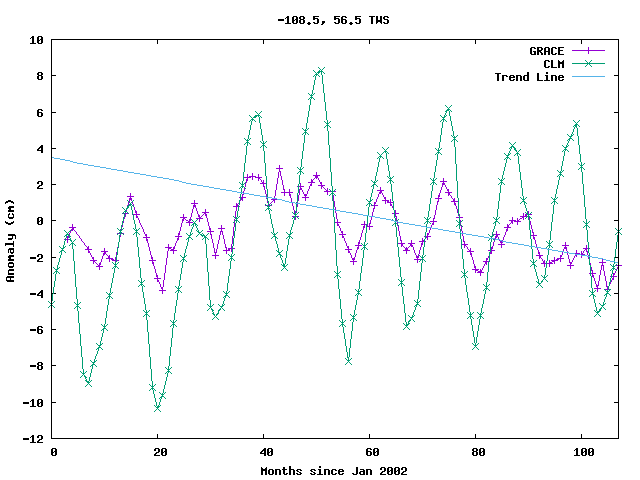 -108.5, 56.5 TWS
10
8
6
4
2
0
-2
-4
-6
-8
-10
-12
Anomaly (cm)
GRACE
CLM
Trend Line
0 20 40 60 80 100
Months since Jan 2002